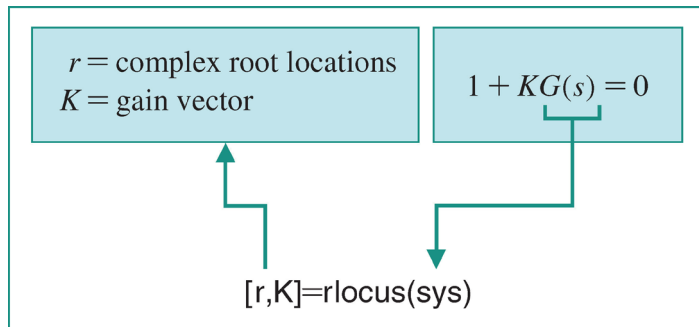 r = complex root locations
K = gain vector
1 + KG(s) = 0
[r,K]=rlocus(sys)